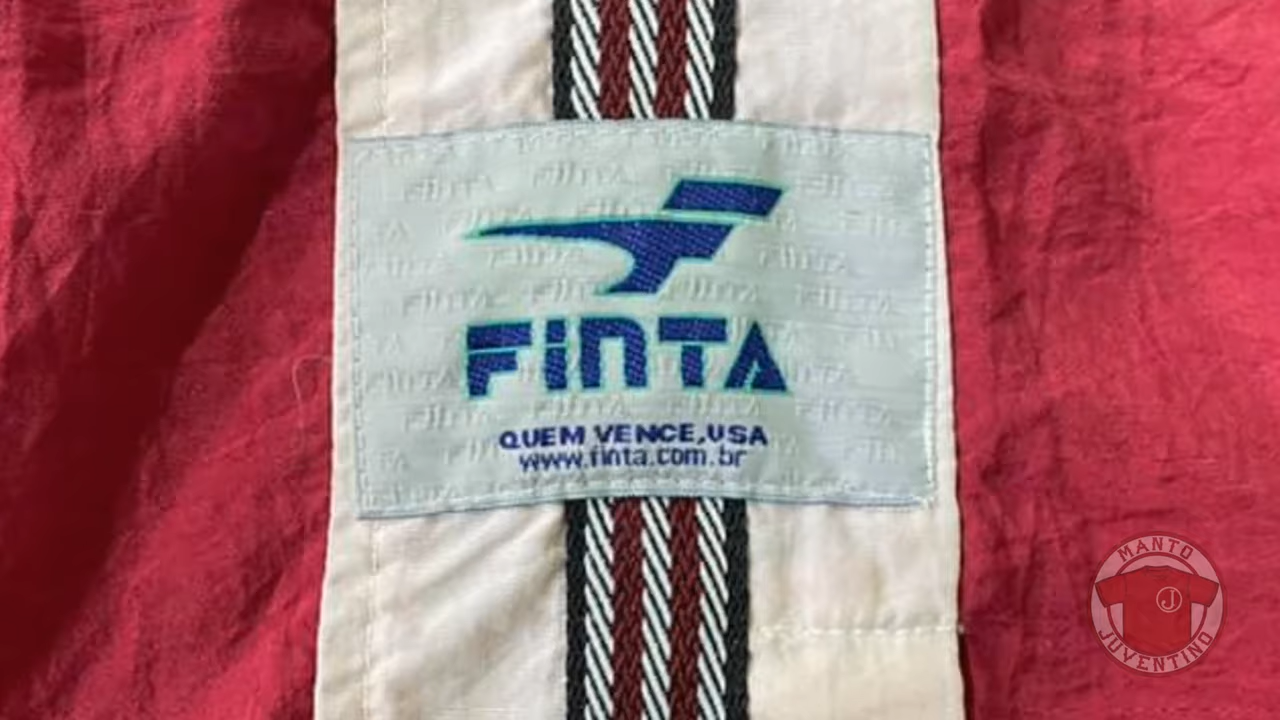 FINTA
QUEM VENCE,USA
www.finta.com.br
MANTO
J
JUVENTINO